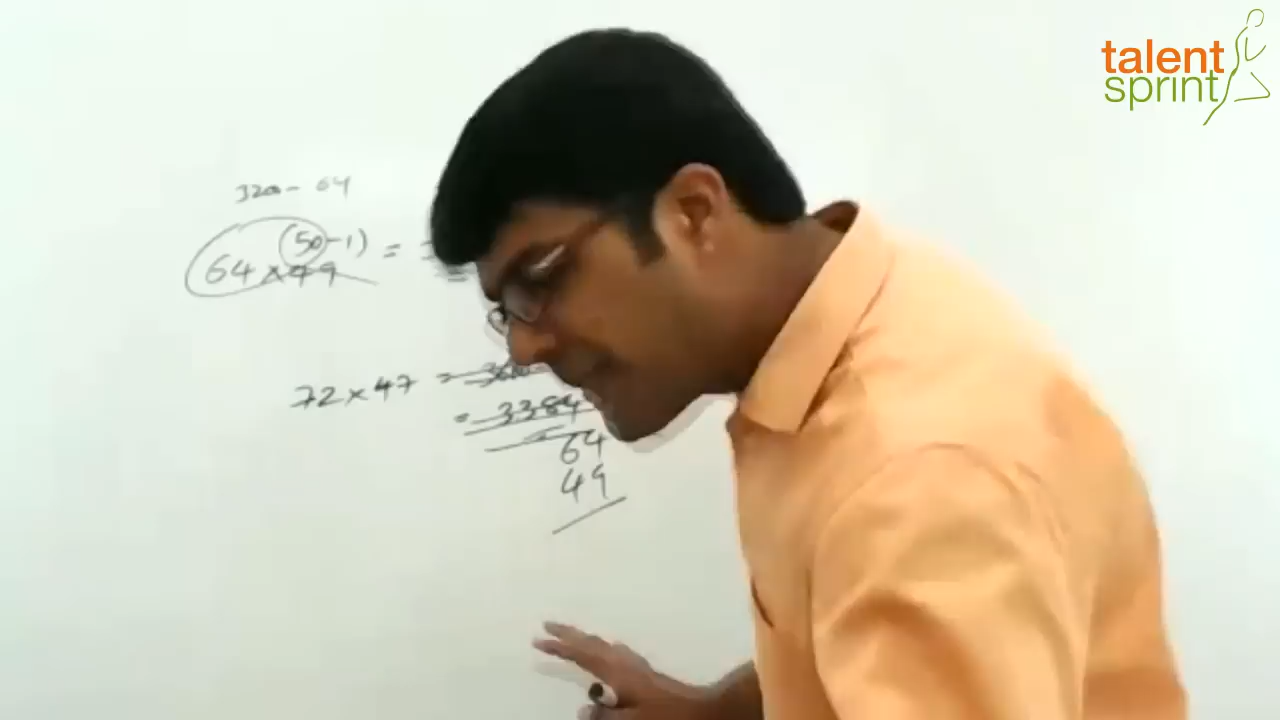 talent
sprint
3200 - 64
(50-1) =
64 x 49
72 x 47 =
= 3384
64
49